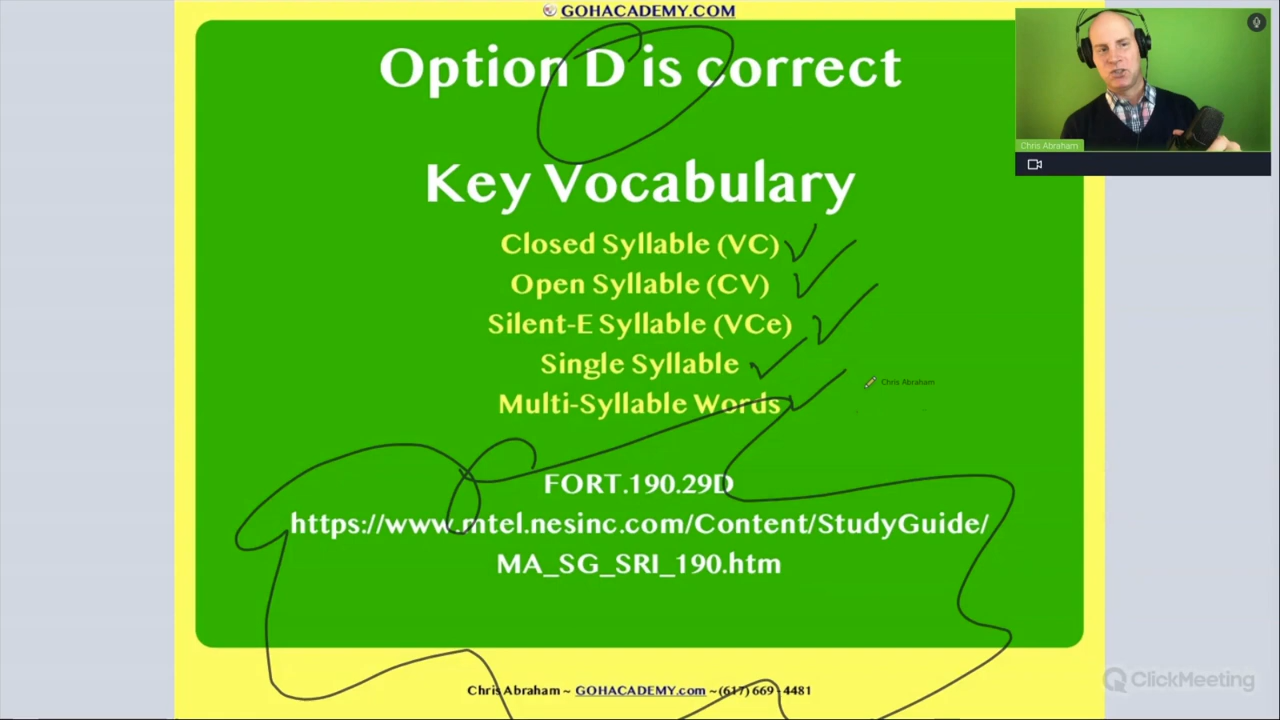 © GOHACADEMY.COM
Option D is correct
Chris Abraham
Key Vocabulary
Closed Syllable (VC)
Open Syllable (CV)
Silent-E Syllable (VCe)
Single Syllable
Chris Abraham
Multi-Syllable Words
FORT.190.29D
https://www.mtel.nesinc.com/Content/StudyGuide/
MA_SG_SRI_190.htm
Chris Abraham ~ GOHACADEMY.com ~(617) 669 - 4481
ClickMeeting